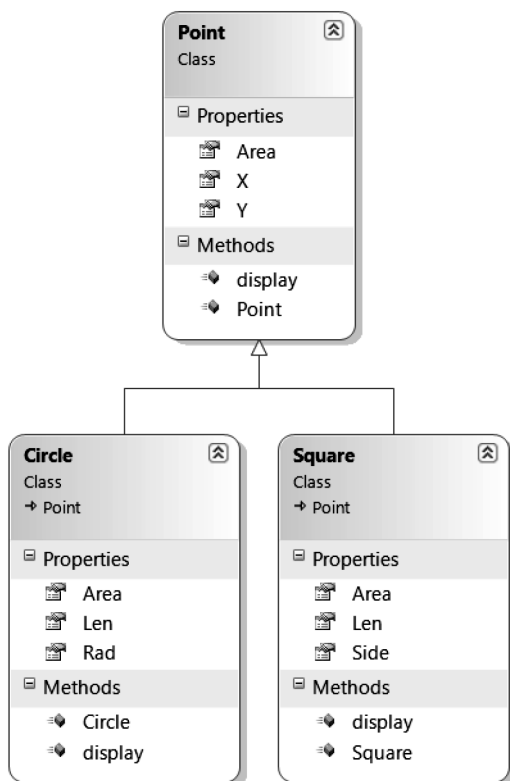 Point
Class
Properties
Area
X
Y
Methods
display
Point
Circle
Class
Point
Properties
Area
Len
Rad
Methods
Circle
display
Square
Class
Point
Properties
Area
Len
Side
Methods
display
Square